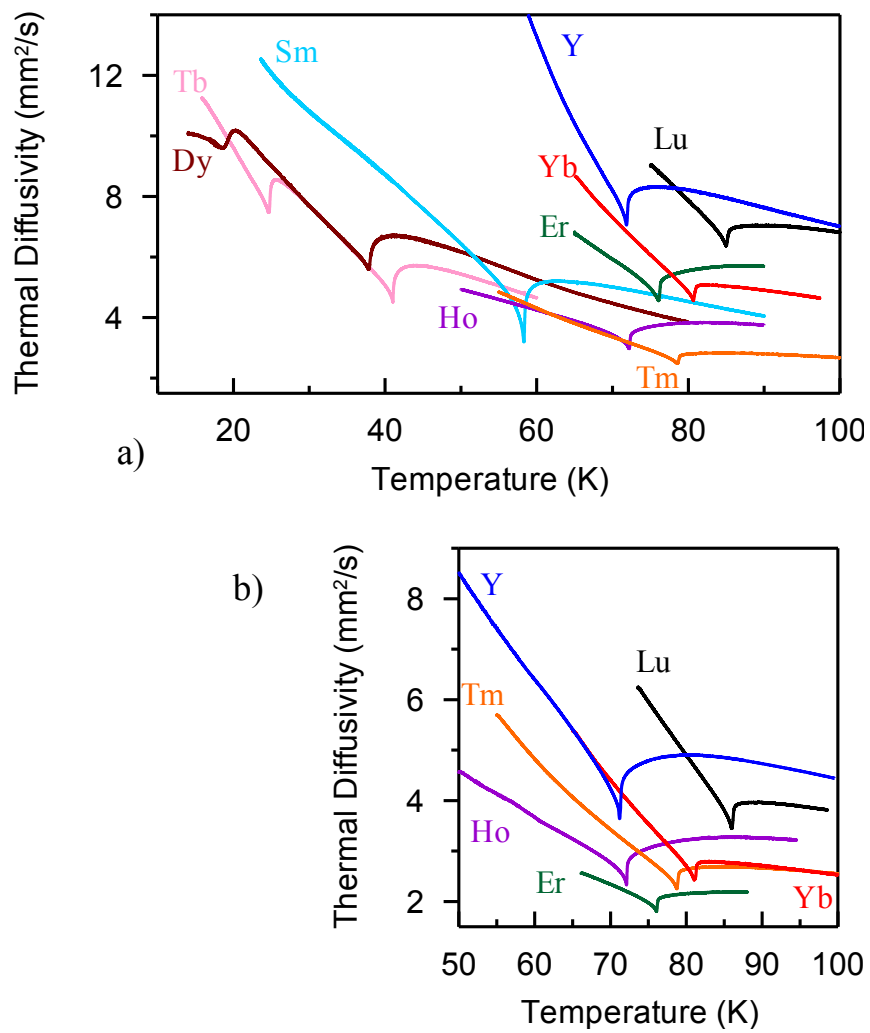 Thermal Diffusivity (mm²/s)
12
8
4
Sm
Y
Tb
Lu
Dy
Yb
Er
Ho
Tm
20
40
60
80
100
a)
Temperature (K)
b)
Thermal Diffusivity (mm²/s)
8
6
4
2
Y
Lu
Tm
Ho
Er
Yb
50
60
70
80
90
100
Temperature (K)